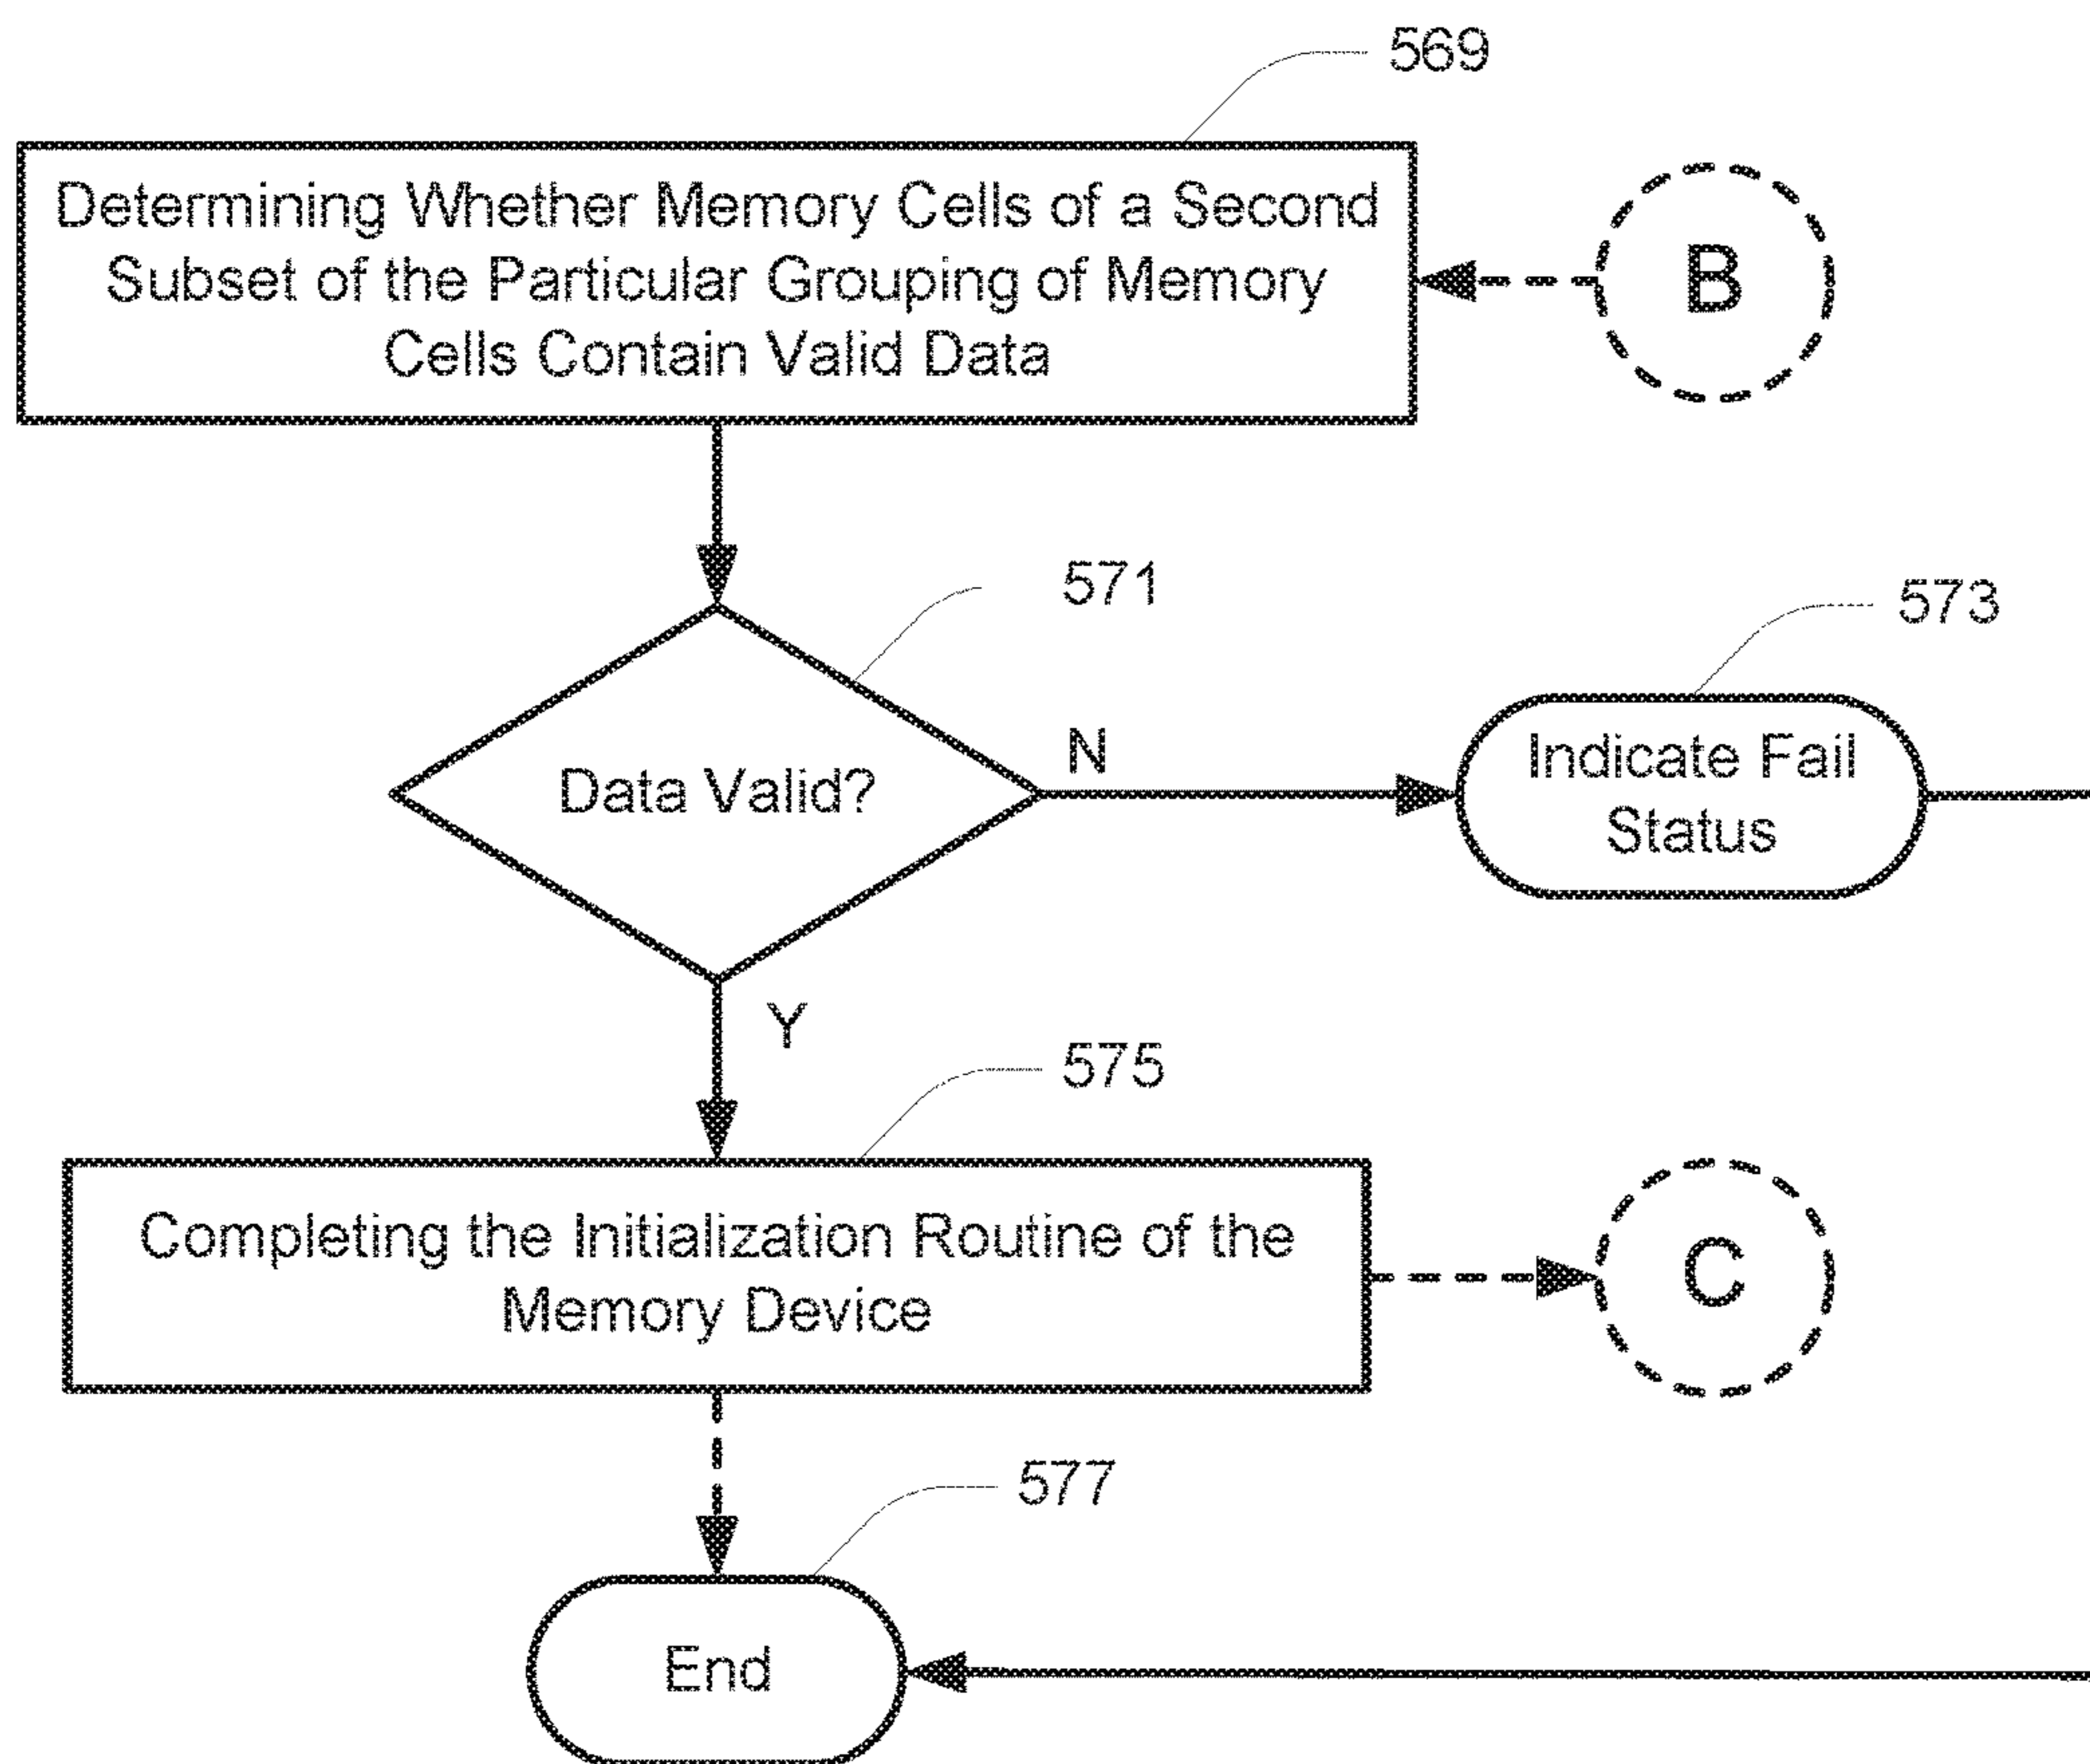 569
Determining Whether Memory Cells of a Second
Subset of the Particular Grouping of Memory
Cells Contain Valid Data
B
571
573
Data Valid?
N
Indicate Fail
Status
Y
575
Completing the Initialization Routine of the
Memory Device
C
577
End